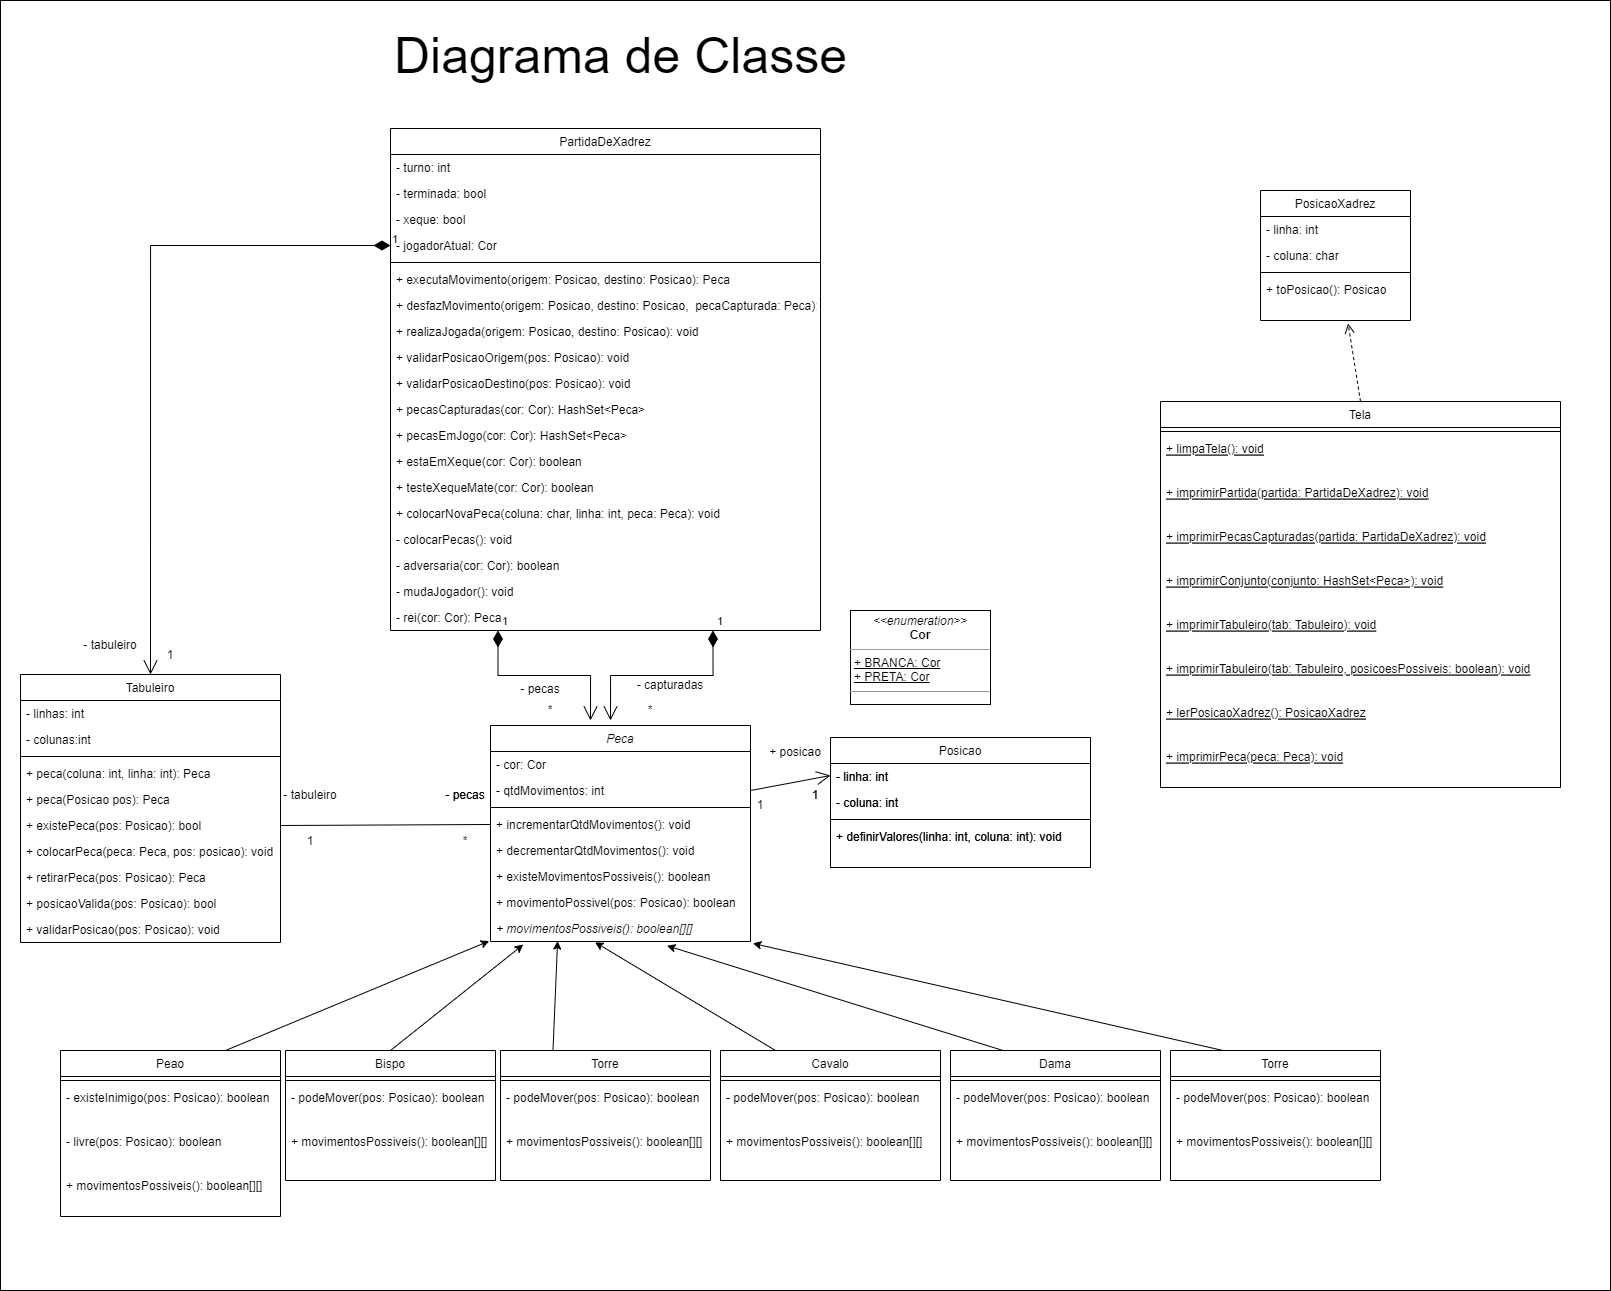 Diagrama de Classe
PartidaDeXadrez
- turno: int
- terminada: bool
- xeque: bool
1
- jogadorAtual: Cor
+ executaMovimento(origem: Posicao, destino: Posicao): Peca
+ desfazMovimento(origem: Posicao, destino: Posicao,  pecaCapturada: Peca)
+ realizaJogada(origem: Posicao, destino: Posicao): void
+ validarPosicaoOrigem(pos: Posicao): void
+ validarPosicaoDestino(pos: Posicao): void
+ pecasCapturadas(cor: Cor): HashSet<Peca>
+ pecasEmJogo(cor: Cor): HashSet<Peca>
+ estaEmXeque(cor: Cor): boolean
+ testeXequeMate(cor: Cor): boolean
+ colocarNovaPeca(coluna: char, linha: int, peca: Peca): void
- colocarPecas(): void
- adversaria(cor: Cor): boolean
- mudaJogador(): void
- rei(cor: Cor): Peca
1
1
PosicaoXadrez
- linha: int
- coluna: char
+ toPosicao(): Posicao
Tela
+ limpaTela(): void
+ imprimirPartida(partida: PartidaDeXadrez): void
+ imprimirPecasCapturadas(partida: PartidaDeXadrez): void
+ imprimirConjunto(conjunto: HashSet<Peca>): void
+ imprimirTabuleiro(tab: Tabuleiro): void
+ imprimirTabuleiro(tab: Tabuleiro, posicoesPossiveis: boolean): void
+ lerPosicaoXadrez(): PosicaoXadrez
+ imprimirPeca(peca: Peca): void
<<enumeration>>
Cor
+ BRANCA: Cor
+ PRETA: Cor
- tabuleiro
1
- pecas
*
- capturadas
*
Tabuleiro
- linhas: int
- colunas:int
+ peca(coluna: int, linha: int): Peca
+ peca(Posicao pos): Peca
+ existePeca(pos: Posicao): bool
+ colocarPeca(peca: Peca, pos: posicao): void
+ retirarPeca(pos: Posicao): Peca
+ posicaoValida(pos: Posicao): bool
+ validarPosicao(pos: Posicao): void
- tabuleiro
1
- pecas
*
Peca
- cor: Cor
- qtdMovimentos: int
+ incrementarQtdMovimentos(): void
+ decrementarQtdMovimentos(): void
+ existeMovimentosPossiveis(): boolean
+ movimentoPossivel(pos: Posicao): boolean
+ movimentosPossiveis(): boolean[][]
+ posicao
1
1
Posicao
- linha: int
- coluna: int
+ definirValores(linha: int, coluna: int): void
Peao
- existeInimigo(pos: Posicao): boolean
- livre(pos: Posicao): boolean
+ movimentosPossiveis(): boolean[][]
Bispo
- podeMover(pos: Posicao): boolean
+ movimentosPossiveis(): boolean[][]
Torre
- podeMover(pos: Posicao): boolean
+ movimentosPossiveis(): boolean[][]
Cavalo
- podeMover(pos: Posicao): boolean
+ movimentosPossiveis(): boolean[][]
Dama
- podeMover(pos: Posicao): boolean
+ movimentosPossiveis(): boolean[][]
Torre
- podeMover(pos: Posicao): boolean
+ movimentosPossiveis(): boolean[][]